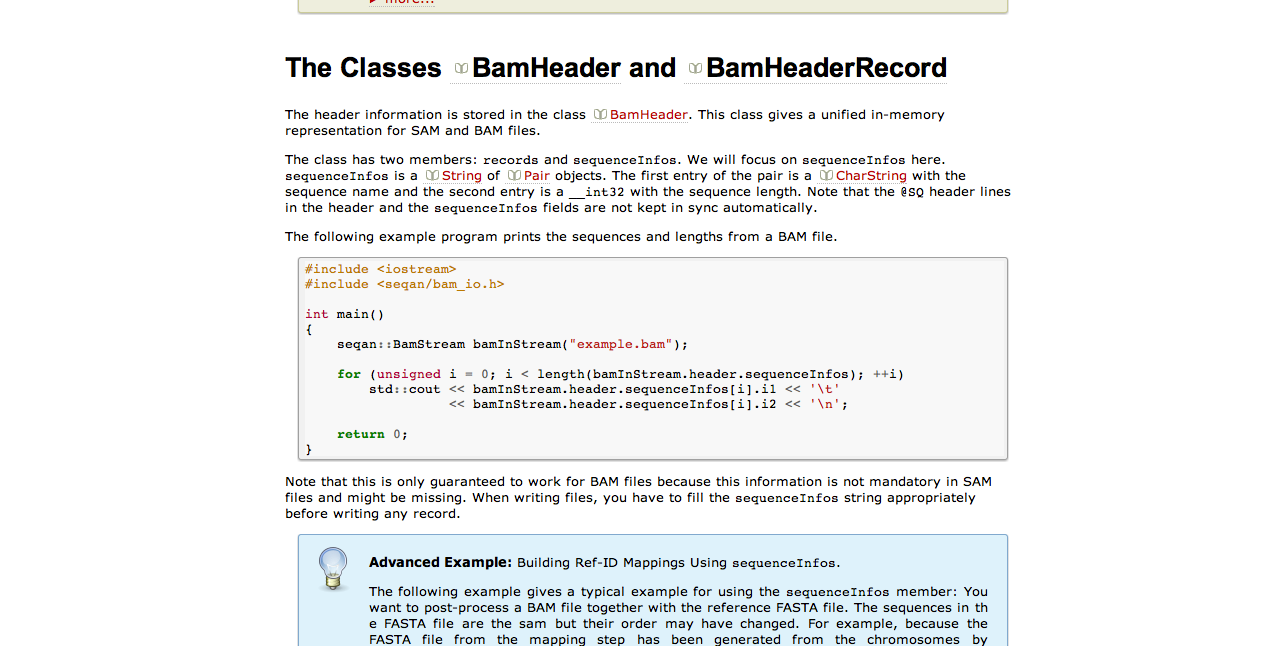 ► more...
The Classes BamHeader and BamHeaderRecord
The header information is stored in the class BamHeader. This class gives a unified in-memory
representation for SAM and BAM files.
The class has two members: records and sequenceInfos. We will focus on sequenceInfos here.
sequenceInfos is a String of Pair objects. The first entry of the pair is a CharString with the
sequence name and the second entry is a __int32 with the sequence length. Note that the @SQ header lines
in the header and the sequenceInfos fields are not kept in sync automatically.
The following example program prints the sequences and lengths from a BAM file.
#include <iostream>
#include <seqan/bam_io.h>
int main()
{
    seqan::BamStream bamInStream("example.bam");
    for (unsigned i = 0; i < length(bamInStream.header.sequenceInfos); ++i)
        std::cout << bamInStream.header.sequenceInfos[i].i1 << '\t'
                  << bamInStream.header.sequenceInfos[i].i2 << '\n';
    return 0;
}
Note that this is only guaranteed to work for BAM files because this information is not mandatory in SAM
files and might be missing. When writing files, you have to fill the sequenceInfos string appropriately
before writing any record.
Advanced Example: Building Ref-ID Mappings Using sequenceInfos.
The following example gives a typical example for using the sequenceInfos member: You
want to post-process a BAM file together with the reference FASTA file. The sequences in th
e FASTA file are the sam but their order may have changed. For example, because the
FASTA file from the mapping step has been generated from the chromosomes by